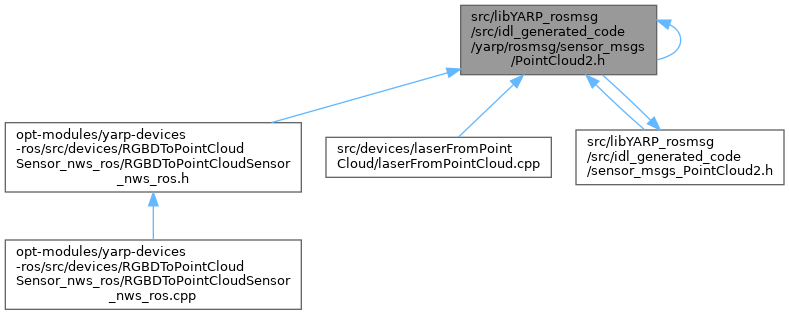 src/libYARP_rosmsg
/src/idl_generated_code
/yarp/rosmsg/sensor_msgs
/PointCloud2.h
opt-modules/yarp-devices
-ros/src/devices/RGBDToPointCloud
Sensor_nws_ros/RGBDToPointCloudSensor
_nws_ros.h
src/devices/laserFromPoint
Cloud/laserFromPointCloud.cpp
src/libYARP_rosmsg
/src/idl_generated_code
/sensor_msgs_PointCloud2.h
opt-modules/yarp-devices
-ros/src/devices/RGBDToPointCloud
Sensor_nws_ros/RGBDToPointCloudSensor
_nws_ros.cpp